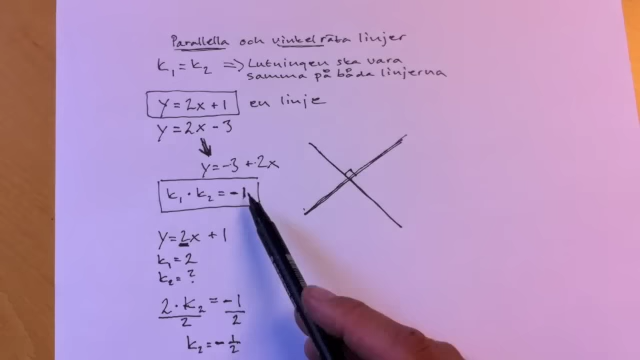 Parallella och vinkelräta linjer
k₁ = k₂ ⇒ Lutningen ska vara
samma på båda linjerna
y = 2x + 1 en linje
y = 2x - 3
y = -3 + 2x
k₁ · k₂ = -1
y = 2x + 1
k₁ = 2
k₂ = ?
2 · k₂ = -1
2 2
k₂ = - 1/2